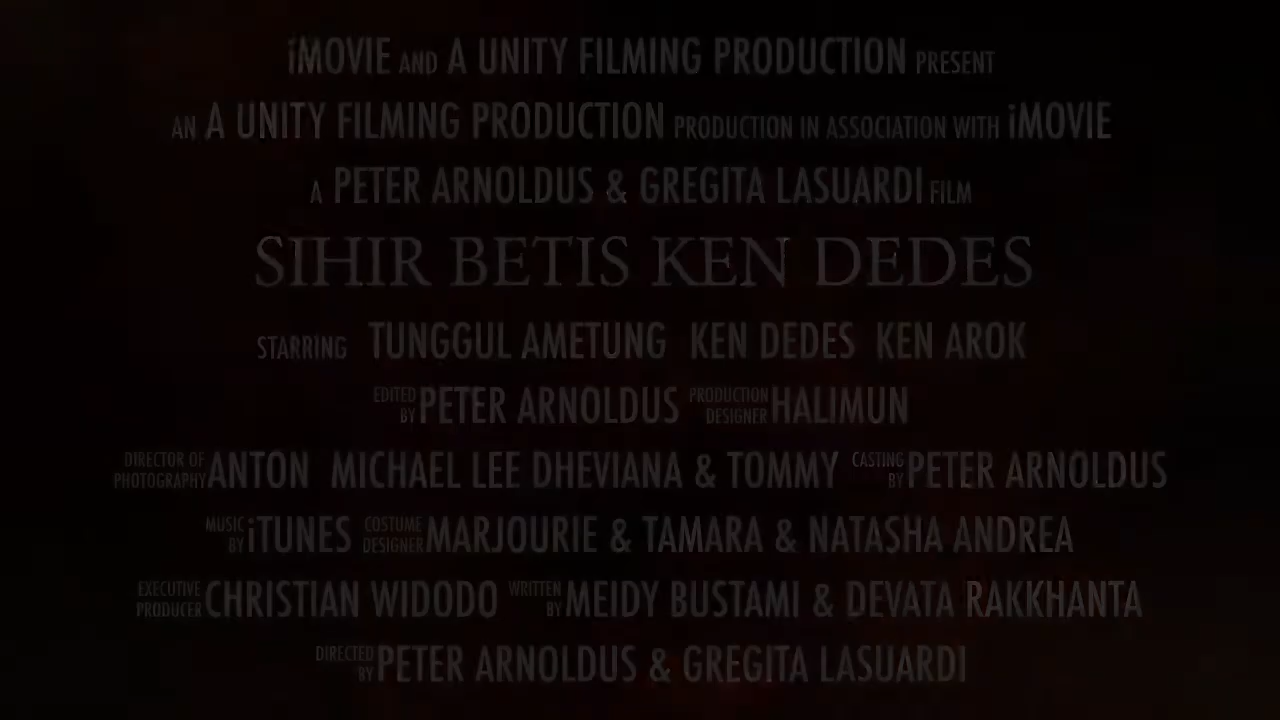 iMOVIE AND A UNITY FILMING PRODUCTION PRESENT
AN A UNITY FILMING PRODUCTION PRODUCTION IN ASSOCIATION WITH iMOVIE
A PETER ARNOLDUS & GREGITA LASUARDI FILM
SIHIR BETIS KEN DEDES
STARRING TUNGGUL AMETUNG KEN DEDES KEN AROK
EDITED BY PETER ARNOLDUS PRODUCTION DESIGNER HALIMUN
DIRECTOR OF PHOTOGRAPHY ANTON MICHAEL LEE DHEVIANA & TOMMY CASTING BY PETER ARNOLDUS
MUSIC BY iTUNES COSTUME DESIGNER MARJOURIE & TAMARA & NATASHA ANDREA
EXECUTIVE PRODUCER CHRISTIAN WIDODO WRITTEN BY MEIDY BUSTAMI & DEVATA RAKKHANTA
DIRECTED BY PETER ARNOLDUS & GREGITA LASUARDI